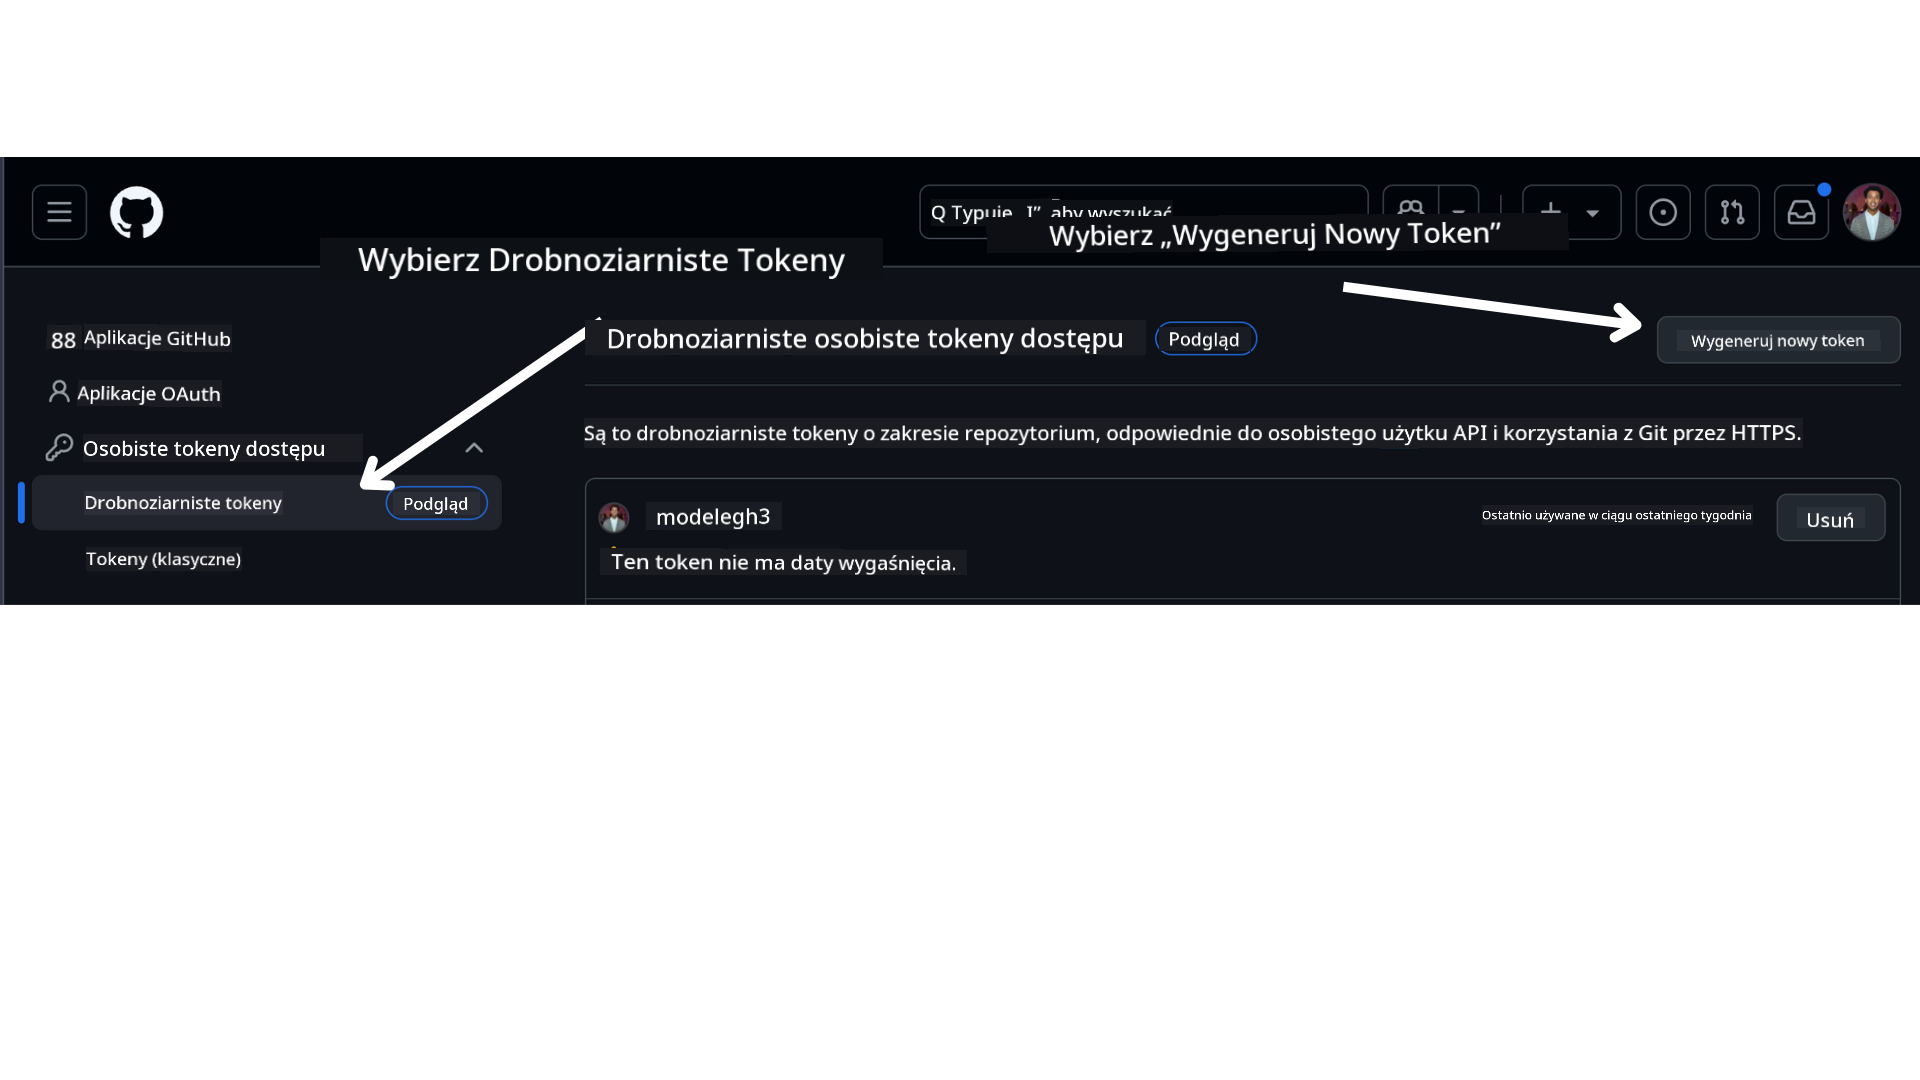 Q Typuje „I” aby wyszukać
Wybierz „Wygeneruj Nowy Token”
Wybierz Drobnoziarniste Tokeny
88 Aplikacje GitHub
Aplikacje OAuth
Osobiste tokeny dostępu
Drobnoziarniste tokeny Podgląd
Tokeny (klasyczne)
Drobnoziarniste osobiste tokeny dostępu Podgląd
Wygeneruj nowy token
Są to drobnoziarniste tokeny o zakresie repozytorium, odpowiednie do osobistego użytku API i korzystania z Git przez HTTPS.
modelegh3
Ostatnio używane w ciągu ostatniego tygodnia
Usuń
Ten token nie ma daty wygaśnięcia.